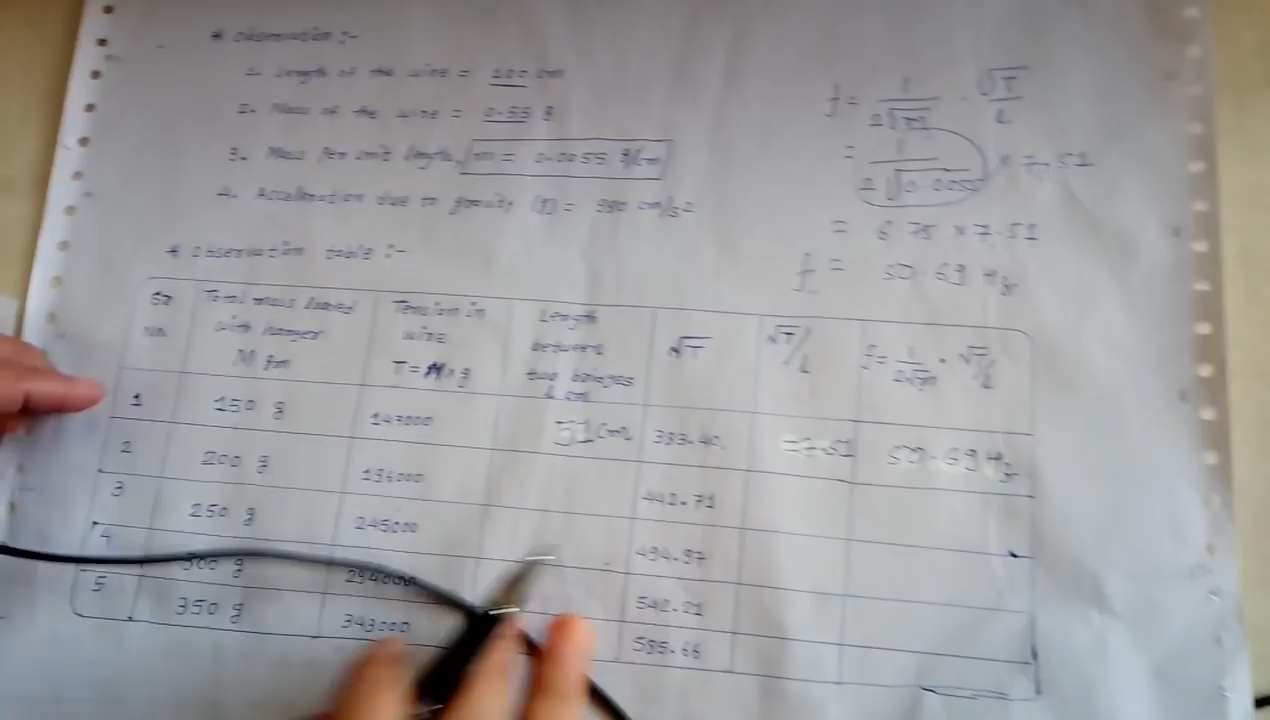 * Observation :-
1. Length of the wire = 100 cm
2. Mass of the wire = 0.55 g
3. Mass per unit length, m = 0.0055 g/cm
4. Acceleration due to gravity (g) = 980 cm/s²
f = 1/2√m · √T/L
= 1/2√0.0055 × 7.51
= 6.75 × 7.51
f = 50.69 Hz
* Observation table :-
Sr No. | Total mass loaded with hanger M gm | Tension in wire T = M×g | Length between two bridges L cm | √T | √T/L | f = 1/2√m · √T/L
1 | 150 g | 147000 | 51 cm | 383.40 | =7.51 | 50.69 Hz
2 | 200 g | 196000 | 442.71
3 | 250 g | 245000 | 494.97
4 | 300 g | 294000 | 542.21
5 | 350 g | 343000 | 585.66